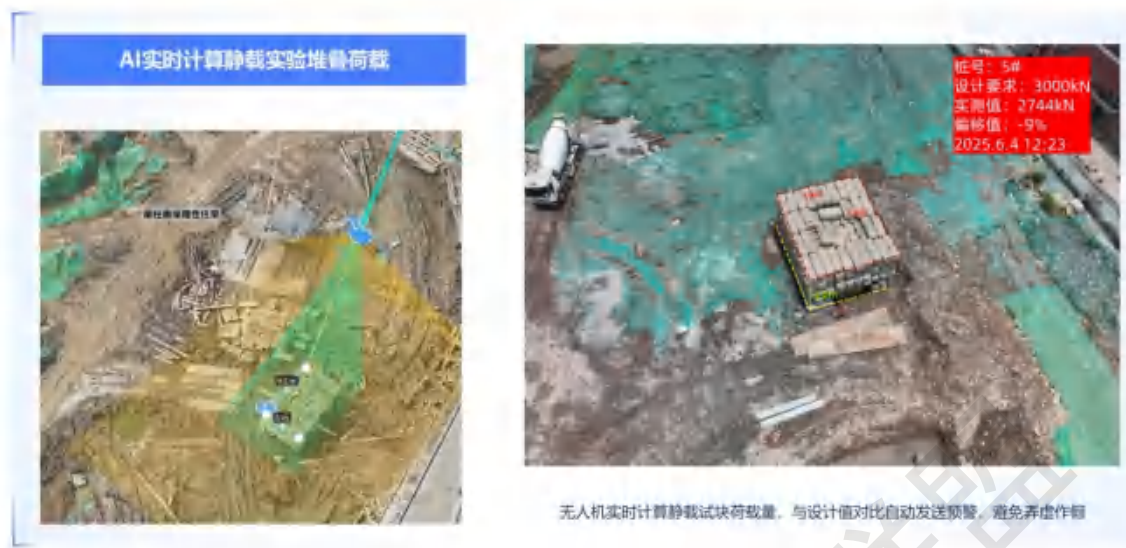 AI实时计算静载实验堆叠荷载
桩号：5#
设计要求：3000kN
实测值：2744kN
偏移值：-9%
2025.6.4 12:23
无人机实时计算静载试块荷载量，与设计值对比自动发送预警，避免弄虚作假